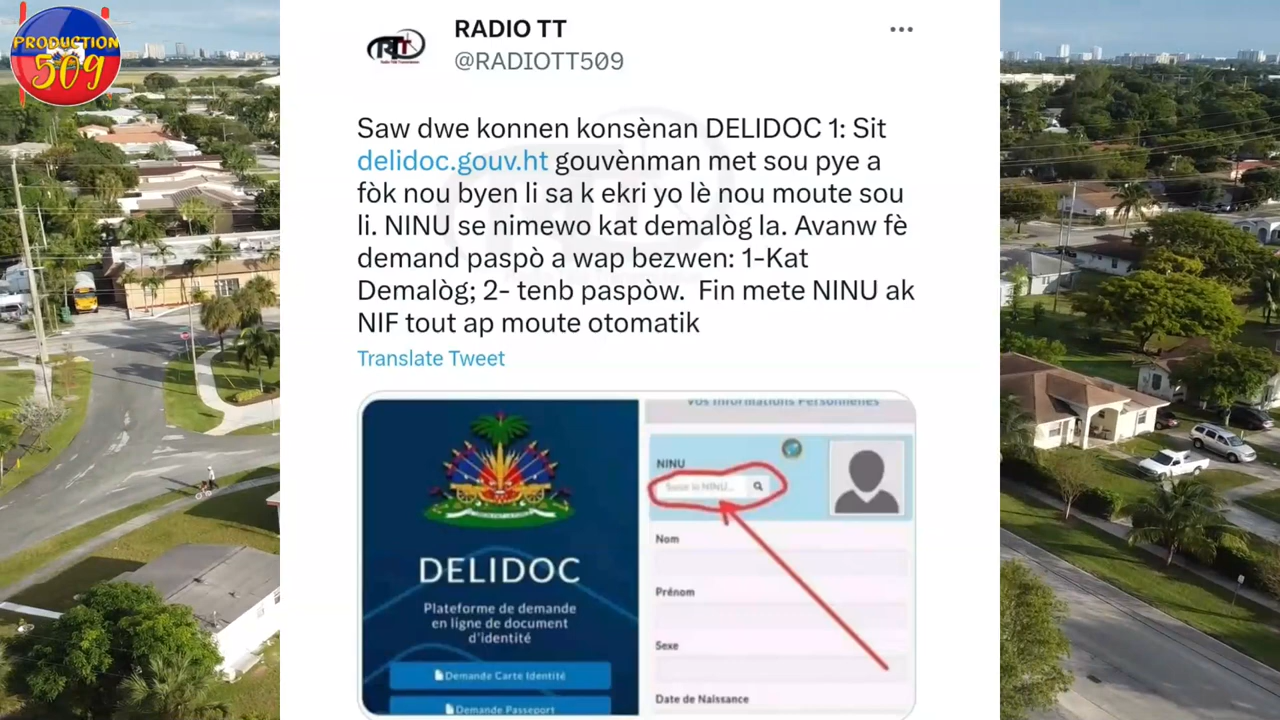 PRODUCTION
509
RADIO TT
@RADIOTT509
RTT
Saw dwe konnen konsènan DELIDOC 1: Sit
delidoc.gouv.ht gouvènman met sou pye a
fòk nou byen li sa k ekri yo lè nou moute sou
li. NINU se nimewo kat demalòg la. Avanw fè
demand paspò a wap bezwen: 1-Kat
Demalòg; 2- tenb paspòw. Fin mete NINU ak
NIF tout ap moute otomatik
Translate Tweet
DELIDOC
Plateforme de demande
en ligne de document
d'identité
Demande Carte Identité
Demande Passeport
Vos Informations Personnelles
NINU
NINU...
Nom
Prénom
Sexe
Date de Naissance